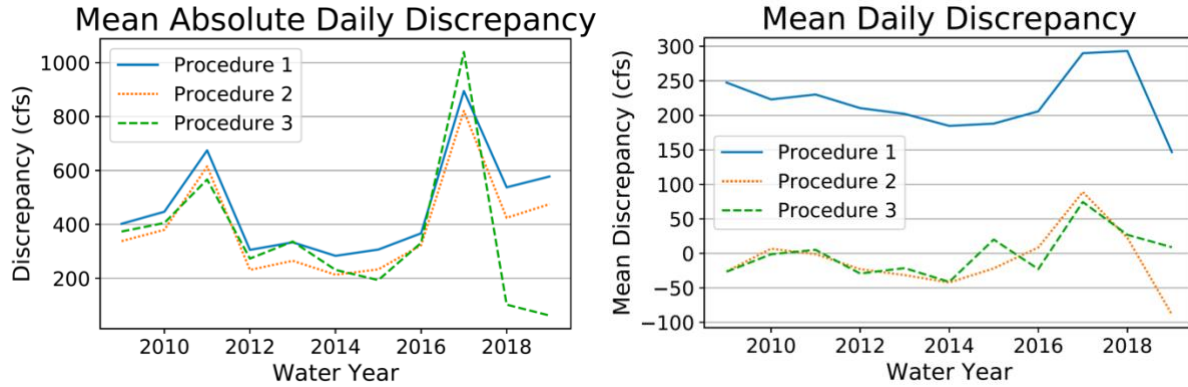 Mean Absolute Daily Discrepancy
Discrepancy (cfs)
1000
800
600
400
200
Procedure 1
Procedure 2
Procedure 3
2010 2012 2014 2016 2018
Water Year
Mean Daily Discrepancy
Mean Discrepancy (cfs)
300
250
200
150
100
50
0
−50
−100
Procedure 1
Procedure 2
Procedure 3
2010 2012 2014 2016 2018
Water Year